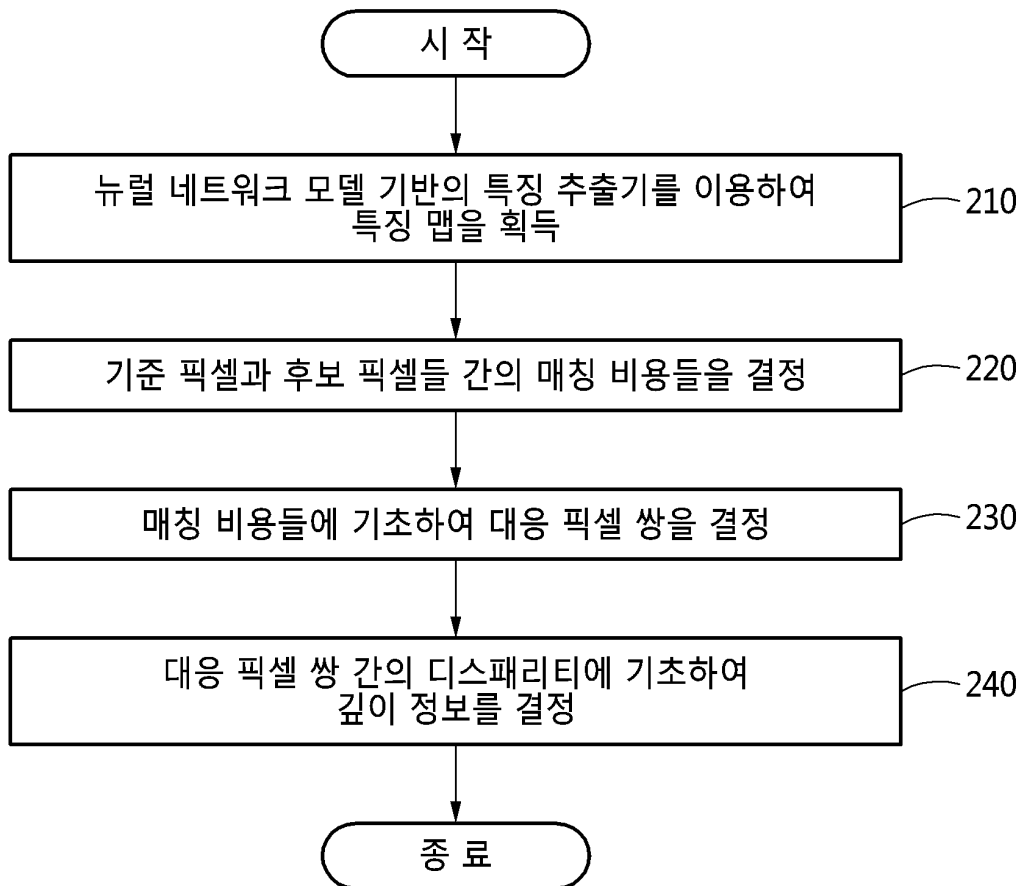 시 작
뉴럴 네트워크 모델 기반의 특징 추출기를 이용하여
특징 맵을 획득
210
기준 픽셀과 후보 픽셀들 간의 매칭 비용들을 결정
220
매칭 비용들에 기초하여 대응 픽셀 쌍을 결정
230
대응 픽셀 쌍 간의 디스패리티에 기초하여
깊이 정보를 결정
240
종 료